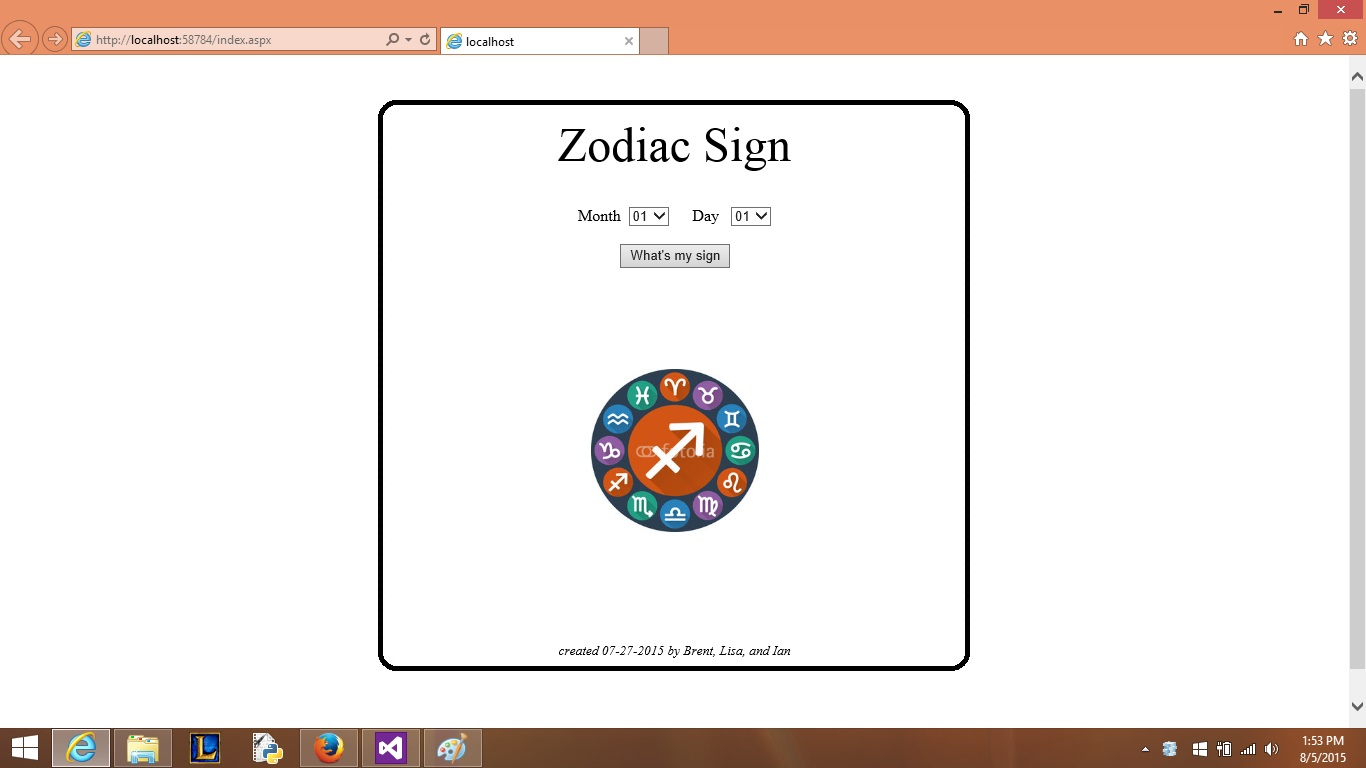 http://localhost:58784/index.aspx
localhost
Zodiac Sign
Month 01 Day 01
What's my sign
fotolia
created 07-27-2015 by Brent, Lisa, and Ian
1:53 PM
8/5/2015